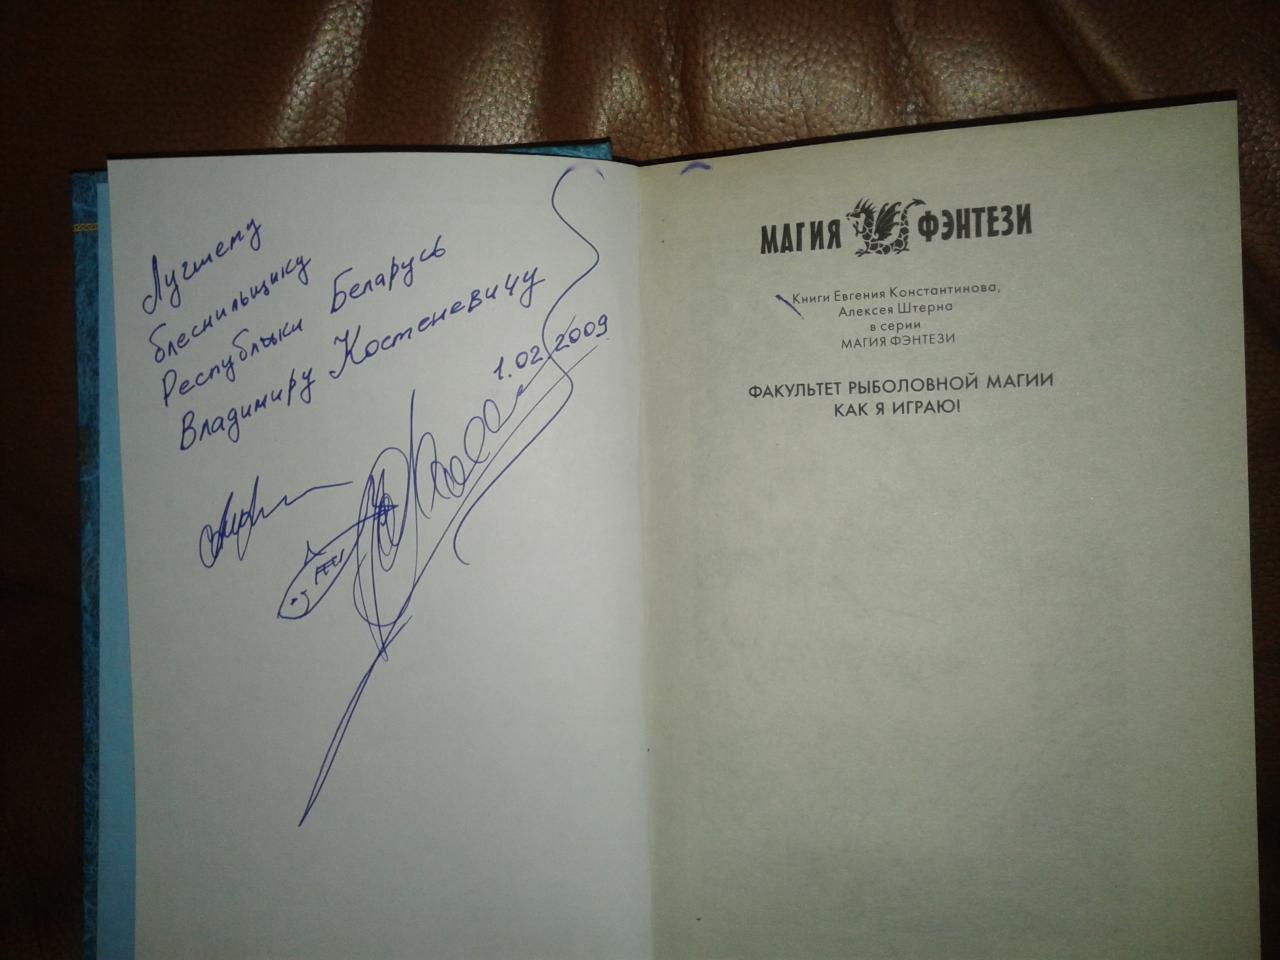 Лучшему
блеснильщику
Республики Беларусь
Владимиру Костеневичу
1.02.2009
МАГИЯ ФЭНТЕЗИ
Книги Евгения Константинова,
Алексея Штерна
в серии
МАГИЯ ФЭНТЕЗИ
ФАКУЛЬТЕТ РЫБОЛОВНОЙ МАГИИ
КАК Я ИГРАЮ!